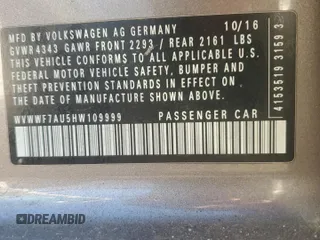 MFD BY VOLKSWAGEN AG GERMANY 10/16
GVWR 4343 GAWR FRONT 2293 / REAR 2161 LBS
THIS VEHICLE CONFORMS TO ALL APPLICABLE U.S.
FEDERAL MOTOR VEHICLE SAFETY, BUMPER AND
THEFT PREVENTION STANDARDS IN EFFECT ON THE
DATE OF MANUFACTURE SHOWN ABOVE.
WVWWF7AU5HW109999 PASSENGER CAR
4153519 3159 3
DREAMBID